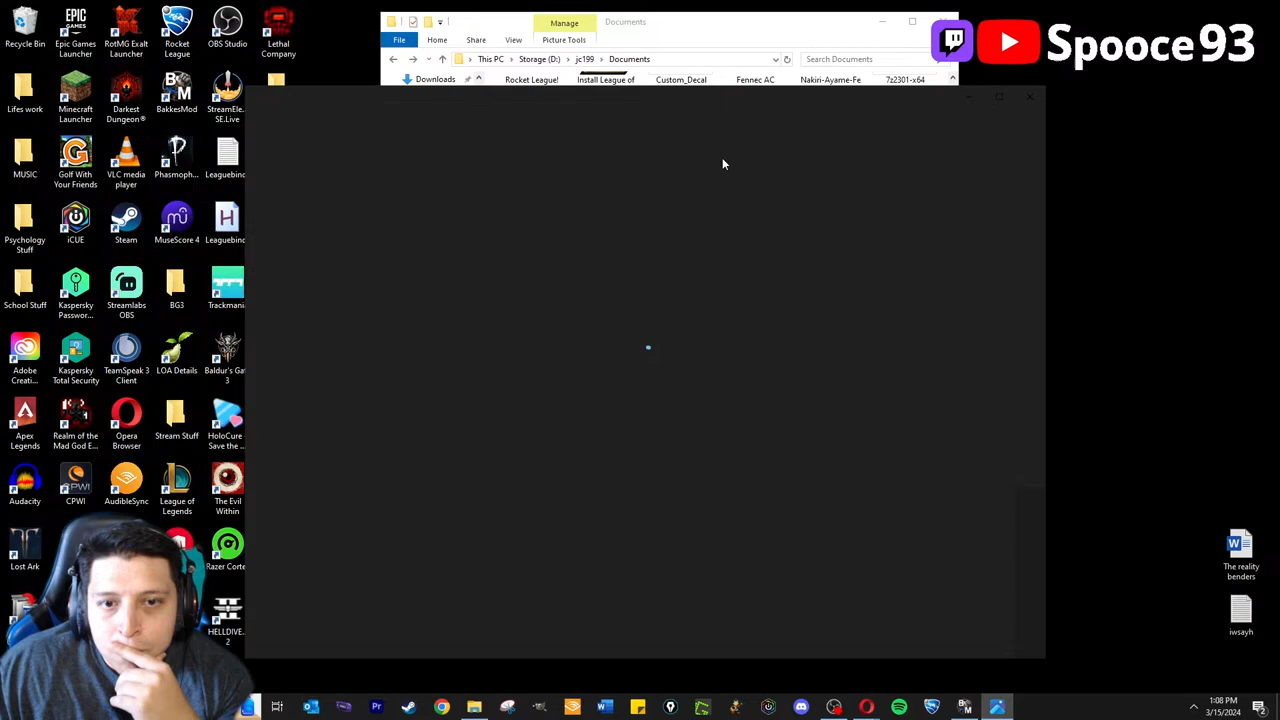 Manage
Documents
File
Home
Share
View
Picture Tools
This PC
Storage (D:)
jc199
Documents
Search Documents
Downloads
Rocket League!
Install League of
Custom_Decal
Fennec AC
Nakiri-Ayame-Fe
7z2301-x64
Spooce93
Recycle Bin
Epic Games
Launcher
RotMG Exalt
Launcher
Rocket
League
OBS Studio
Lethal
Company
Lifes work
Minecraft
Launcher
Darkest
Dungeon®
BakkesMod
StreamEle...
SE.Live
MUSIC
Golf With
Your Friends
VLC media
player
Phasmoph...
Leaguebind
Psychology
Stuff
iCUE
Steam
MuseScore 4
Leaguebind
School Stuff
Kaspersky
Passwor...
Streamlabs
OBS
BG3
Trackmani
Adobe
Creati...
Kaspersky
Total Security
TeamSpeak 3
Client
LOA Details
Baldur's Gat
3
Apex
Legends
Realm of the
Mad God E...
Opera
Browser
Stream Stuff
HoloCure -
Save the ...
Audacity
CPWI
AudibleSync
League of
Legends
The Evil
Within
Lost Ark
Razer Corte
HELLDIVE...
2
The reality
benders
iwsayh
1:08 PM
3/15/2024